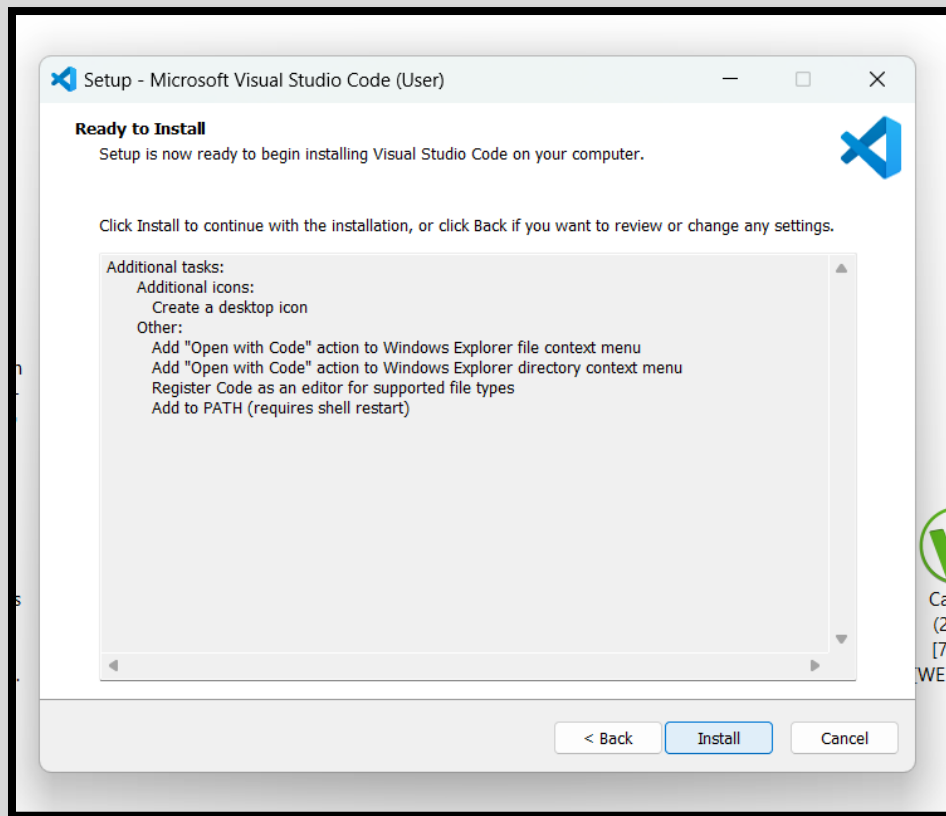 Setup - Microsoft Visual Studio Code (User)
Ready to Install
Setup is now ready to begin installing Visual Studio Code on your computer.
Click Install to continue with the installation, or click Back if you want to review or change any settings.
Additional tasks:
Additional icons:
Create a desktop icon
Other:
Add "Open with Code" action to Windows Explorer file context menu
Add "Open with Code" action to Windows Explorer directory context menu
Register Code as an editor for supported file types
Add to PATH (requires shell restart)
< Back
Install
Cancel